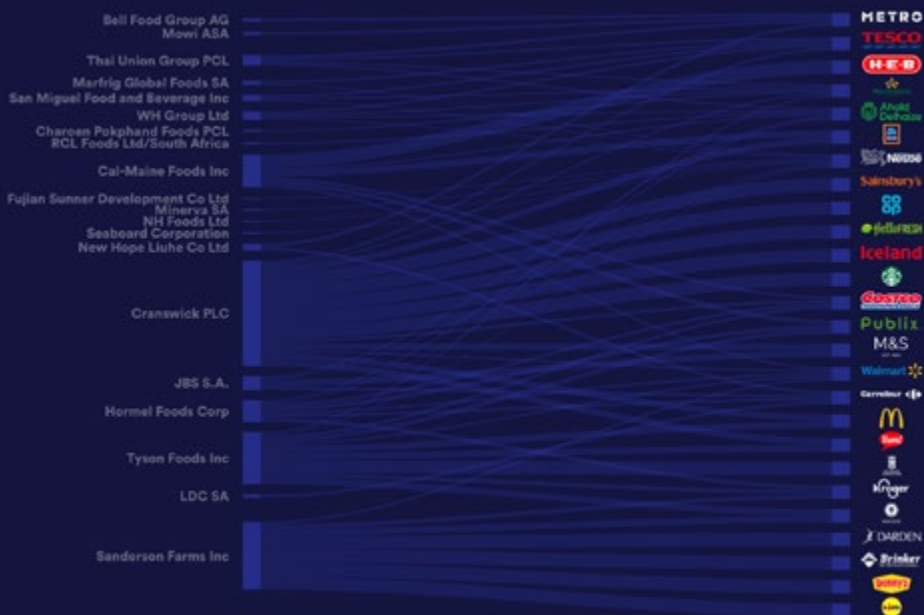 Bell Food Group AG
Mowi ASA
Thai Union Group PCL
Marfrig Global Foods SA
San Miguel Food and Beverage Inc
WH Group Ltd
Charoen Pokphand Foods PCL
RCL Foods Ltd/South Africa
Cal-Maine Foods Inc
Fujian Sunner Development Co Ltd
Minerva SA
NH Foods Ltd
Seaboard Corporation
New Hope Liuhe Co Ltd
Cranswick PLC
JBS S.A.
Hormel Foods Corp
Tyson Foods Inc
LDC SA
Sanderson Farms Inc
METRO
TESCO
H-E-B
Ahold
Delhaize
Nestlé
Sainsbury's
co
op
HelloFRESH
Iceland
Costco
Publix
M&S
Walmart
Carrefour
Kroger
DARDEN
Brinker
Denny's